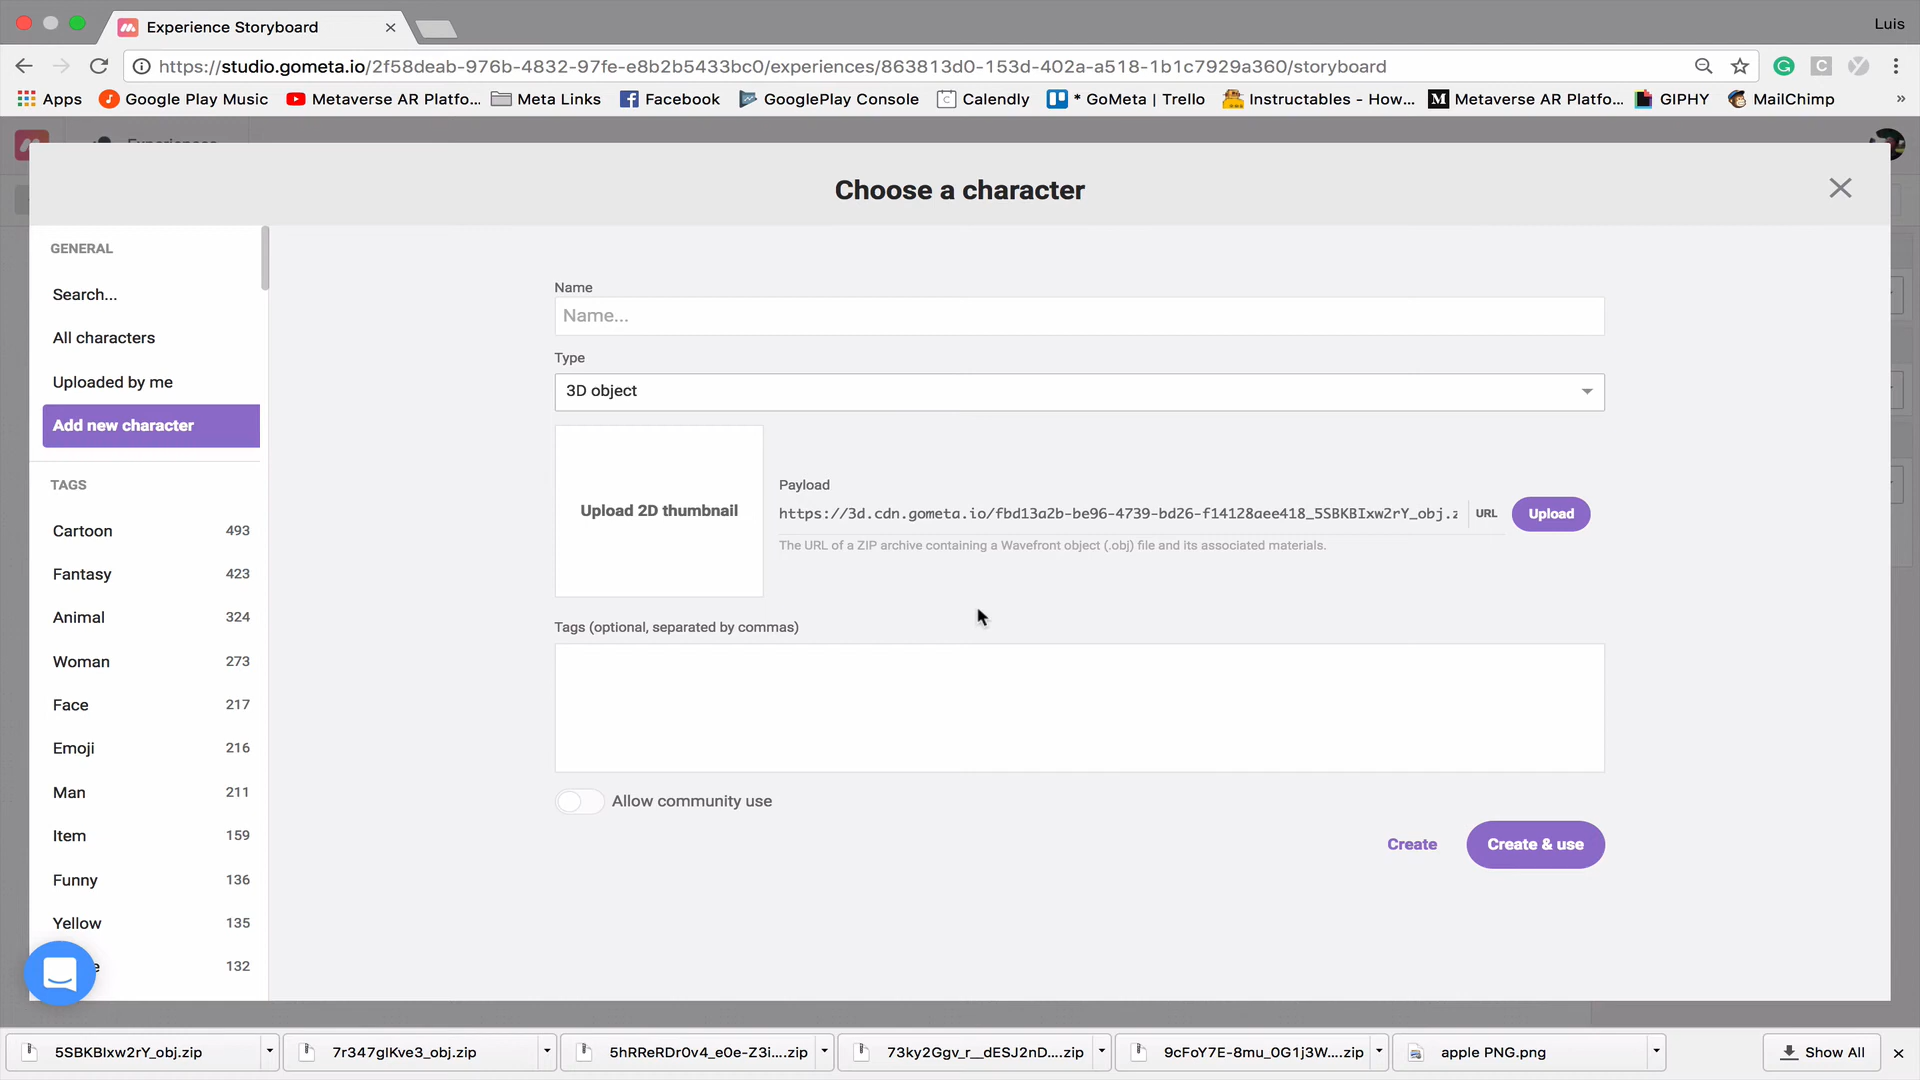 Experience Storyboard
Luis
https://studio.gometa.io/2f58deab-976b-4832-97fe-e8b2b5433bc0/experiences/863813d0-153d-402a-a518-1b1c7929a360/storyboard
Apps Google Play Music Metaverse AR Platfo... Meta Links Facebook GooglePlay Console Calendly * GoMeta | Trello Instructables - How... Metaverse AR Platfo... GIPHY MailChimp »
Experiences
Choose a character
GENERAL
Search...
All characters
Uploaded by me
Add new character
TAGS
Cartoon 493
Fantasy 423
Animal 324
Woman 273
Face 217
Emoji 216
Man 211
Item 159
Funny 136
Yellow 135
132
Name
Name...
Type
3D object
Upload 2D thumbnail
Payload
https://3d.cdn.gometa.io/fbd13a2b-be96-4739-bd26-f14128aee418_5SBKBIxw2rY_obj.z URL Upload
The URL of a ZIP archive containing a Wavefront object (.obj) file and its associated materials.
Tags (optional, separated by commas)
Allow community use
Create Create & use
5SBKBIxw2rY_obj.zip 7r347gIKve3_obj.zip 5hRReRDr0v4_e0e-Z3i....zip 73ky2Ggv_r__dESJ2nD....zip 9cFoY7E-8mu_0G1j3W....zip apple PNG.png Show All